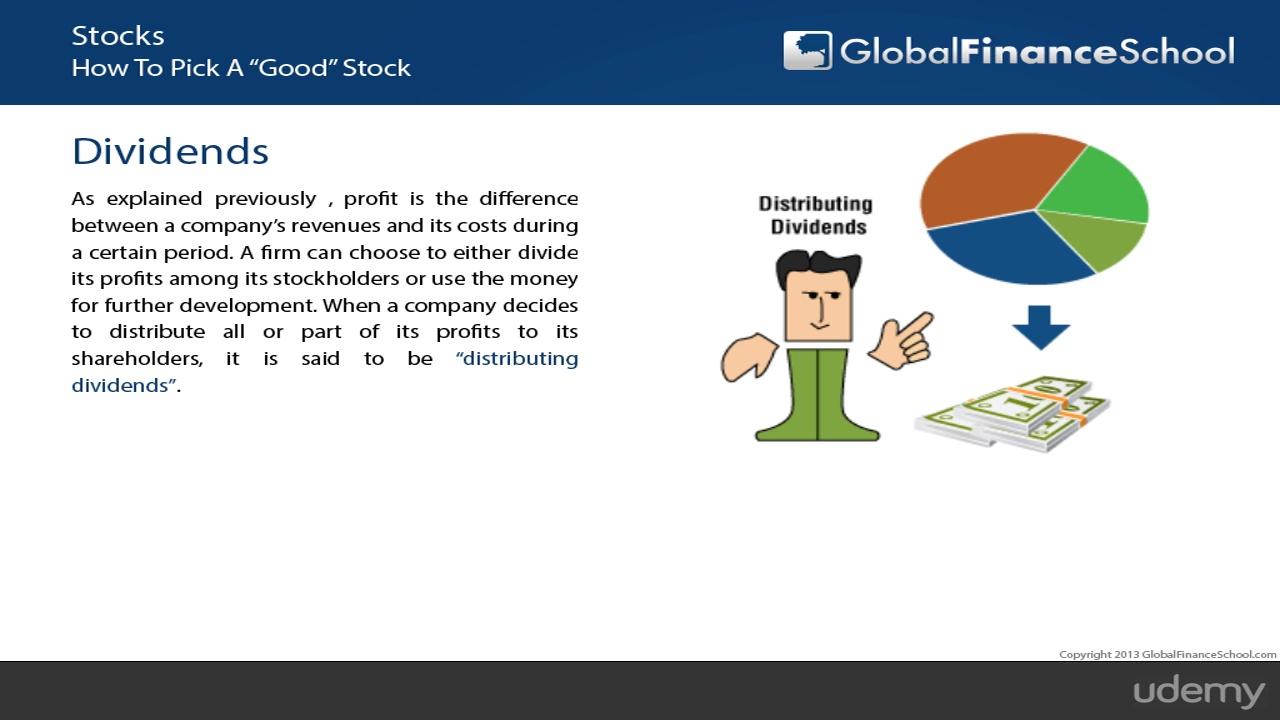 Stocks
How To Pick A “Good” Stock
GlobalFinanceSchool
Dividends
As explained previously , profit is the difference
between a company’s revenues and its costs during
a certain period. A firm can choose to either divide
its profits among its stockholders or use the money
for further development. When a company decides
to distribute all or part of its profits to its
shareholders, it is said to be “distributing
dividends”.
Distributing
Dividends
Copyright 2013 GlobalFinanceSchool.com
udemy